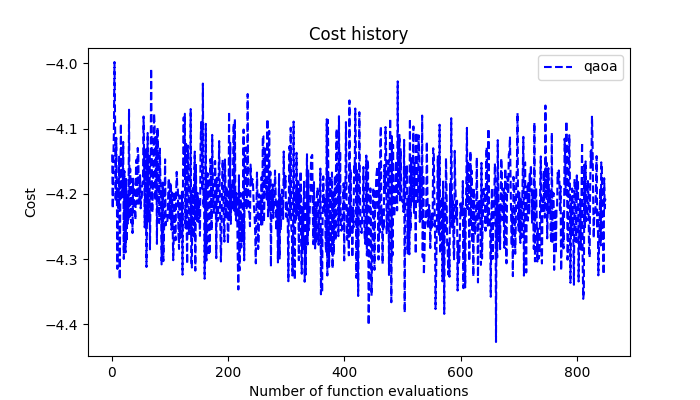 Cost history
qaoa
−4.0
−4.1
−4.2
−4.3
−4.4
Cost
0 200 400 600 800
Number of function evaluations